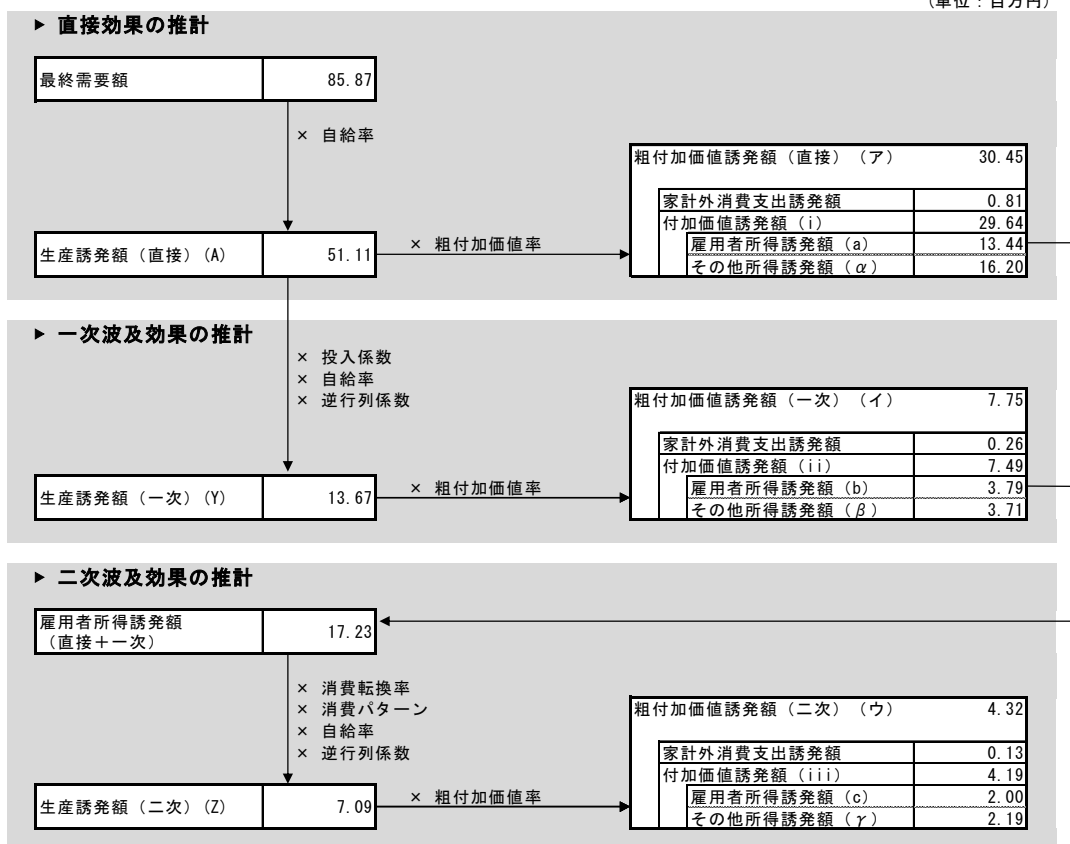 (単位：百万円)
▶ 直接効果の推計
最終需要額 85.87
× 自給率
粗付加価値誘発額（直接）（ア） 30.45
家計外消費支出誘発額 0.81
付加価値誘発額（i） 29.64
雇用者所得誘発額（a） 13.44
その他所得誘発額（α） 16.20
生産誘発額（直接）(A) 51.11
× 粗付加価値率
▶ 一次波及効果の推計
× 投入係数
× 自給率
× 逆行列係数
粗付加価値誘発額（一次）（イ） 7.75
家計外消費支出誘発額 0.26
付加価値誘発額（ii） 7.49
雇用者所得誘発額（b） 3.79
その他所得誘発額（β） 3.71
生産誘発額（一次）(Y) 13.67
× 粗付加価値率
▶ 二次波及効果の推計
雇用者所得誘発額
（直接＋一次） 17.23
× 消費転換率
× 消費パターン
× 自給率
× 逆行列係数
粗付加価値誘発額（二次）（ウ） 4.32
家計外消費支出誘発額 0.13
付加価値誘発額（iii） 4.19
雇用者所得誘発額（c） 2.00
その他所得誘発額（γ） 2.19
生産誘発額（二次）(Z) 7.09
× 粗付加価値率